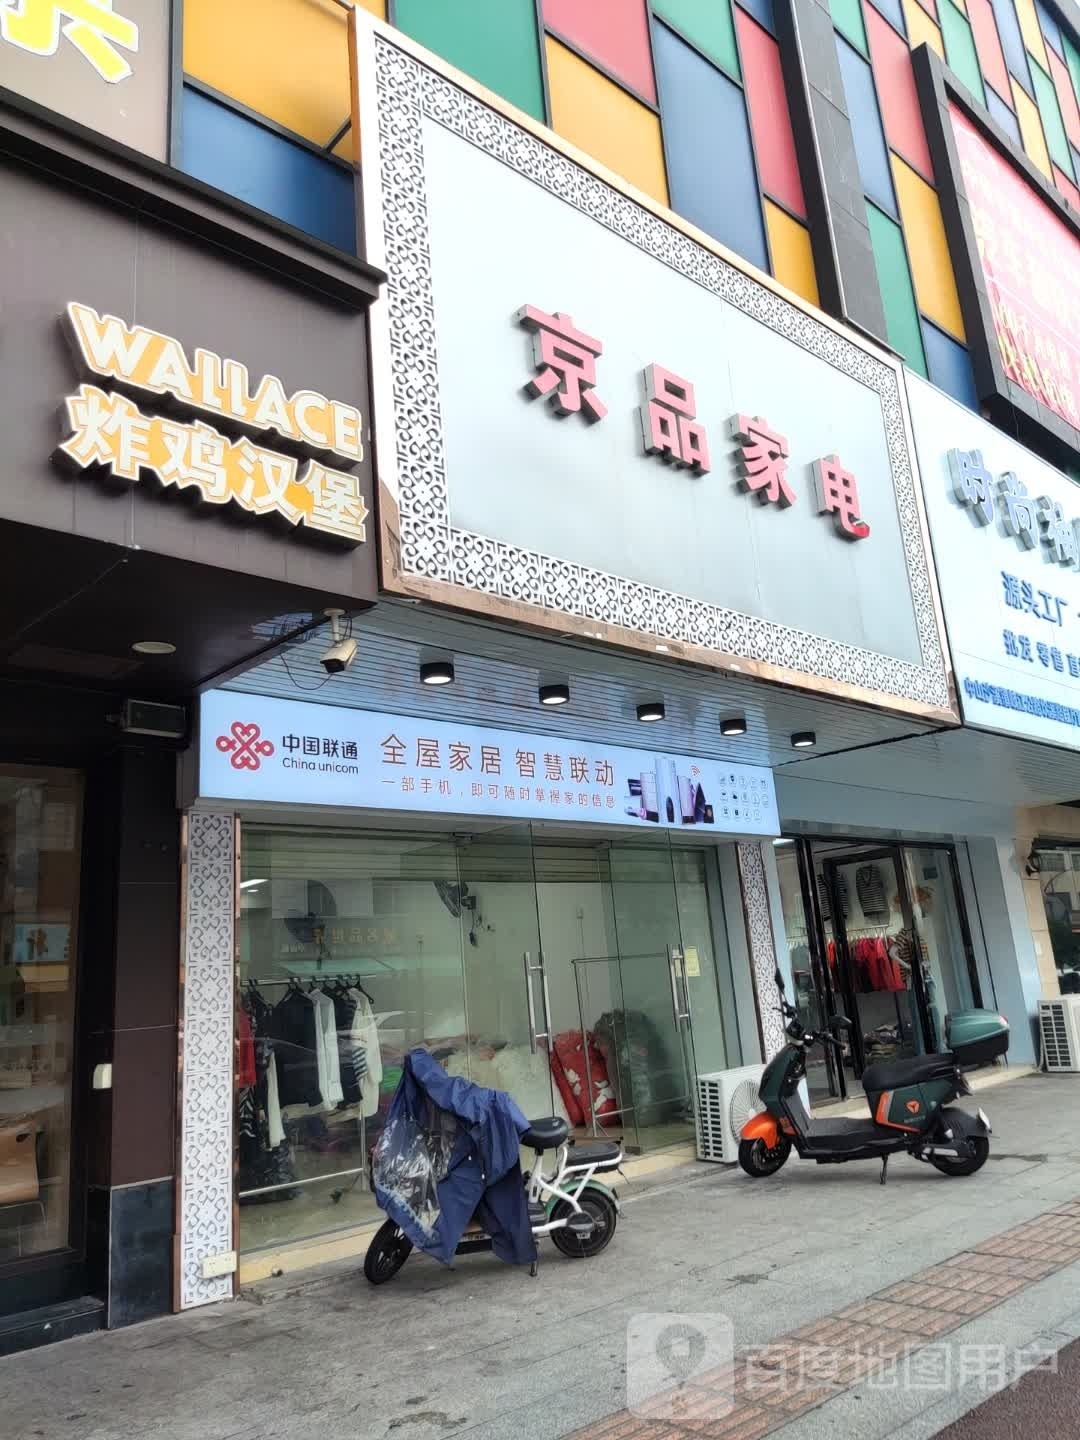 WALLACE
炸鸡汉堡
京品家电
时尚
源头工厂
批发 零售
中国联通
China unicom
全屋家居 智慧联动
一部手机，即可随时掌握家的信息
百度地图用户